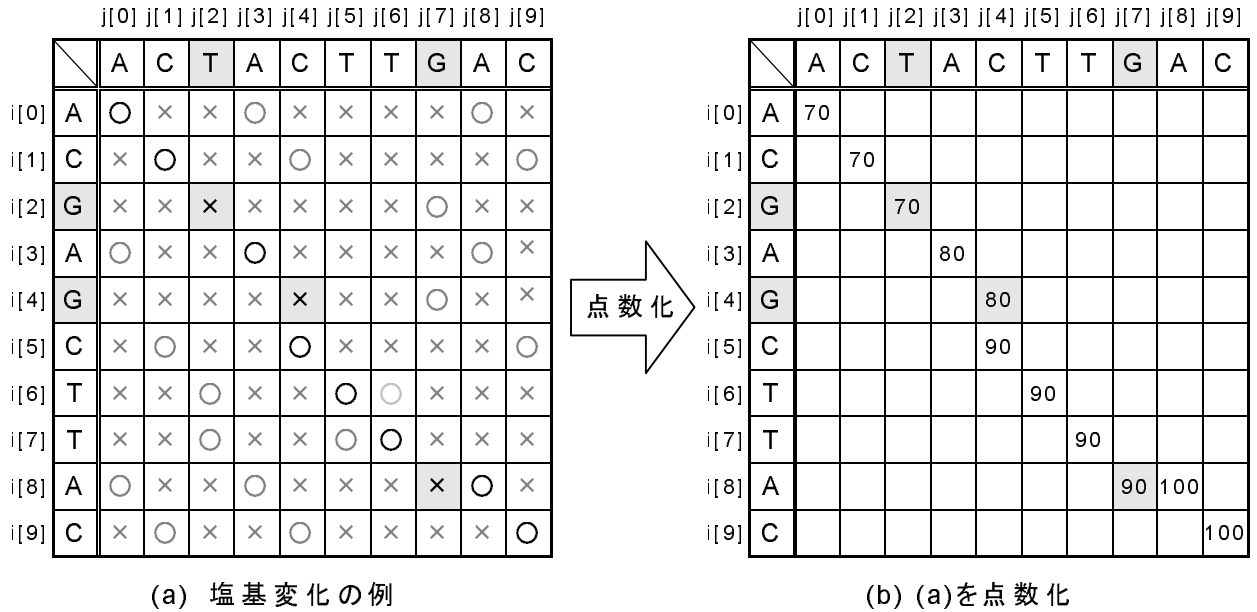 j[0] j[1] j[2] j[3] j[4] j[5] j[6] j[7] j[8] j[9]
A C T A C T T G A C
i[0] A ○ × × ○ × × × × ○ ×
i[1] C × ○ × × ○ × × × × ○
i[2] G × × × × × × × ○ × ×
i[3] A ○ × × ○ × × × × ○ ×
i[4] G × × × × × × × ○ × ×
i[5] C × ○ × × ○ × × × × ○
i[6] T × × ○ × × ○ ○ × × ×
i[7] T × × ○ × × ○ ○ × × ×
i[8] A ○ × × ○ × × × × ○ ×
i[9] C × ○ × × ○ × × × × ○
(a) 塩基変化の例
点数化
j[0] j[1] j[2] j[3] j[4] j[5] j[6] j[7] j[8] j[9]
A C T A C T T G A C
i[0] A 70
i[1] C 70
i[2] G 70
i[3] A 80
i[4] G 80
i[5] C 90
i[6] T 90
i[7] T 90
i[8] A 90 100
i[9] C 100
(b) (a)を点数化